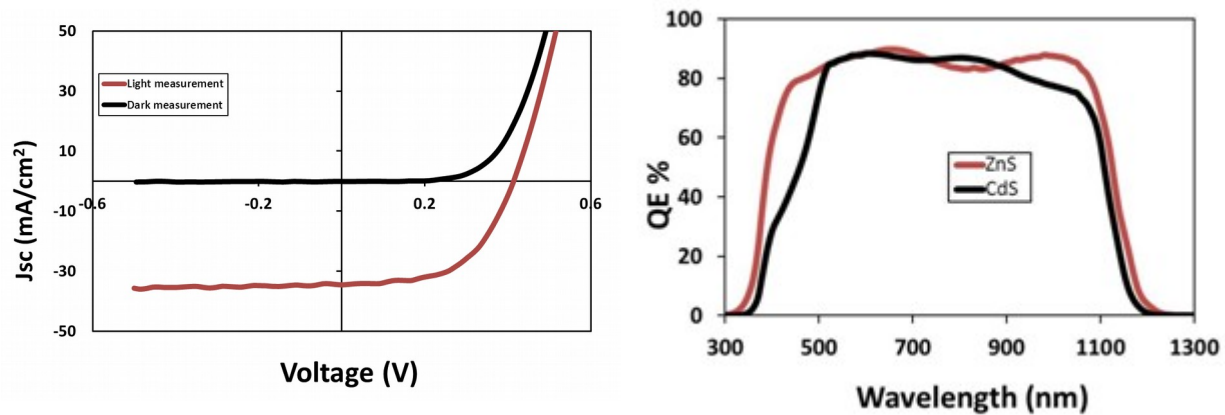 50
30
10
-10
-30
-50
-0.6
-0.2
0.2
0.6
Light measurement
Dark measurement
Jsc (mA/cm²)
Voltage (V)
100
80
60
40
20
0
300
500
700
900
1100
1300
ZnS
CdS
QE %
Wavelength (nm)